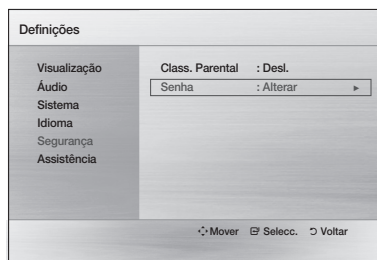 Definições
Visualização
Áudio
Sistema
Idioma
Segurança
Assistência
Class. Parental : Desl.
Senha : Alterar ►
Mover Selecc. Voltar